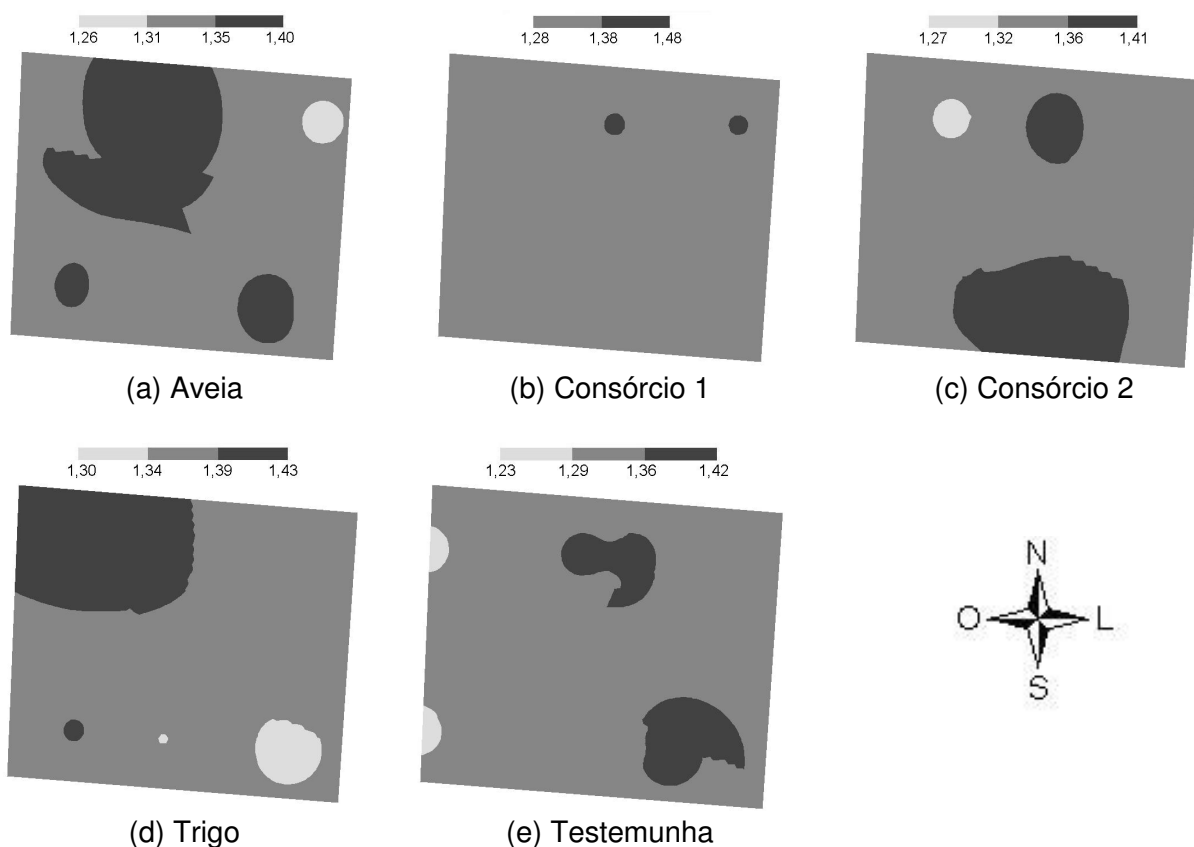 1,26 1,31 1,35 1,40
1,28 1,38 1,48
1,27 1,32 1,36 1,41
(a) Aveia
(b) Consórcio 1
(c) Consórcio 2
1,30 1,34 1,39 1,43
1,23 1,29 1,36 1,42
N
O L
S
(d) Trigo
(e) Testemunha